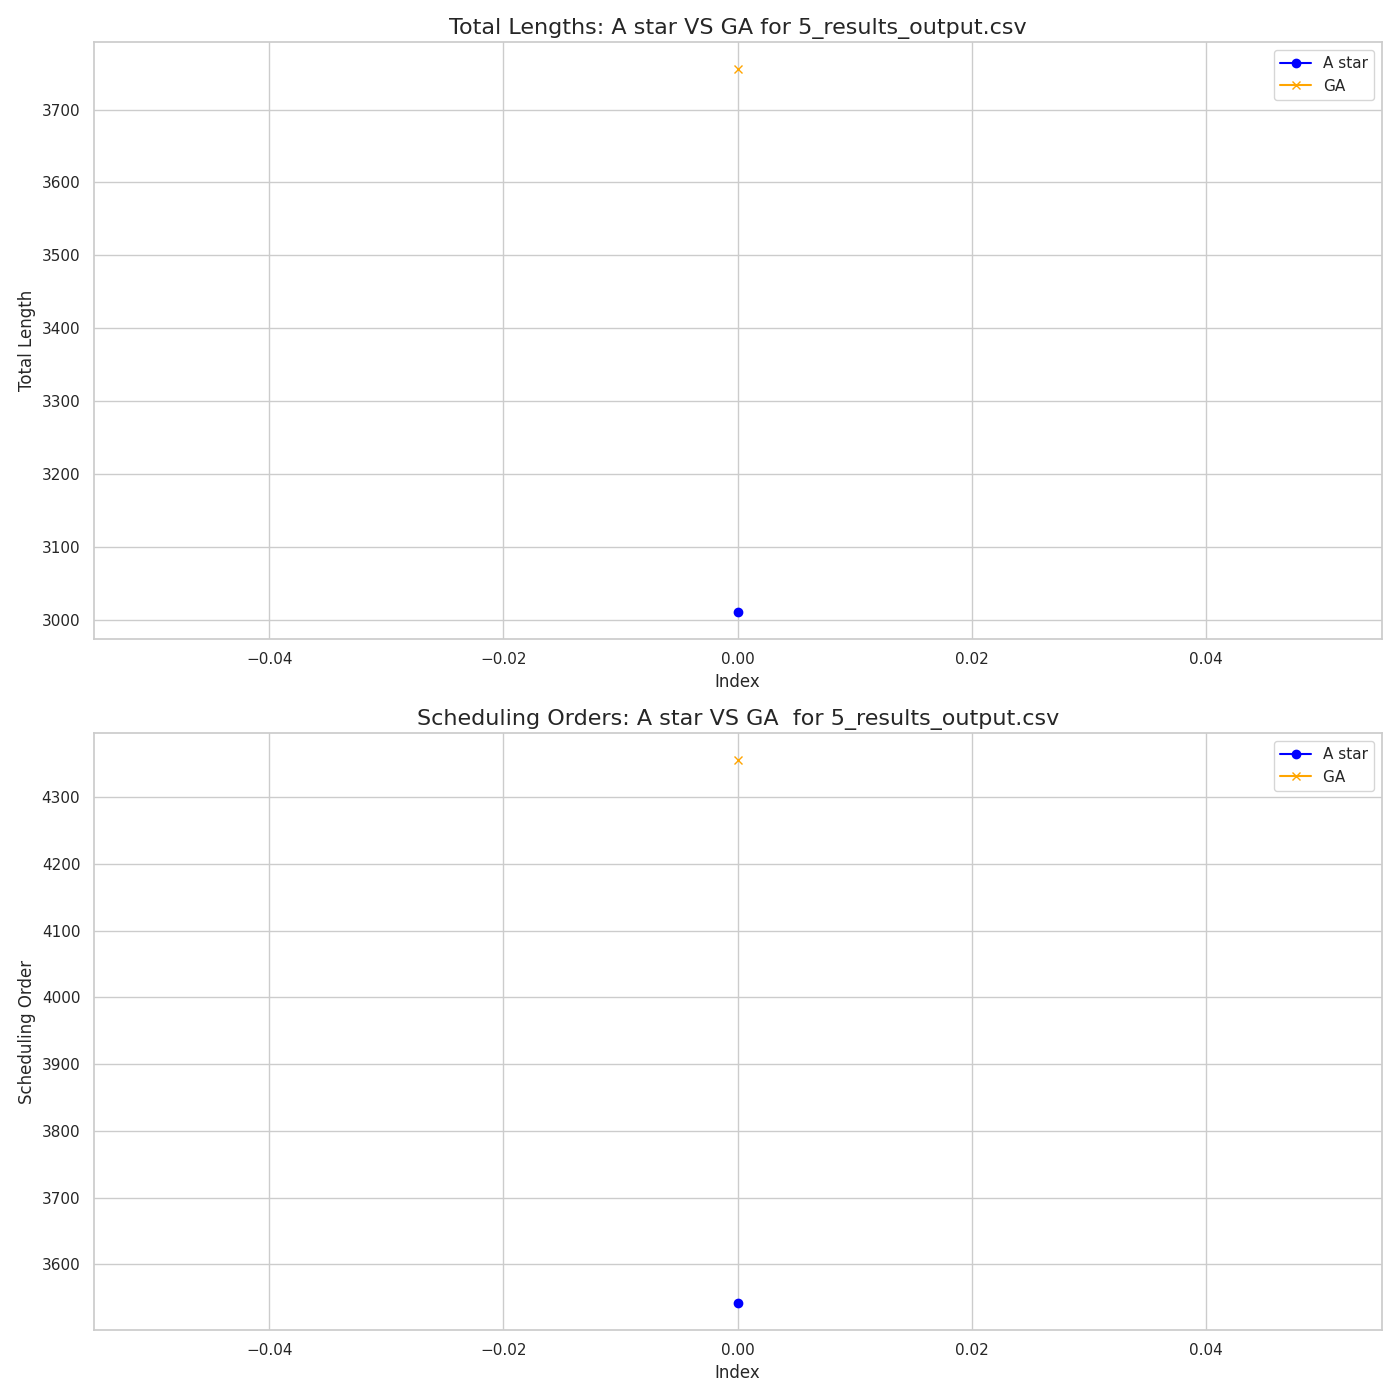 Total Lengths: A star VS GA for 5_results_output.csv
A star
GA
3700
3600
3500
3400
3300
3200
3100
3000
Total Length
−0.04
−0.02
0.00
0.02
0.04
Index
Scheduling Orders: A star VS GA  for 5_results_output.csv
A star
GA
4300
4200
4100
4000
3900
3800
3700
3600
Scheduling Order
−0.04
−0.02
0.00
0.02
0.04
Index